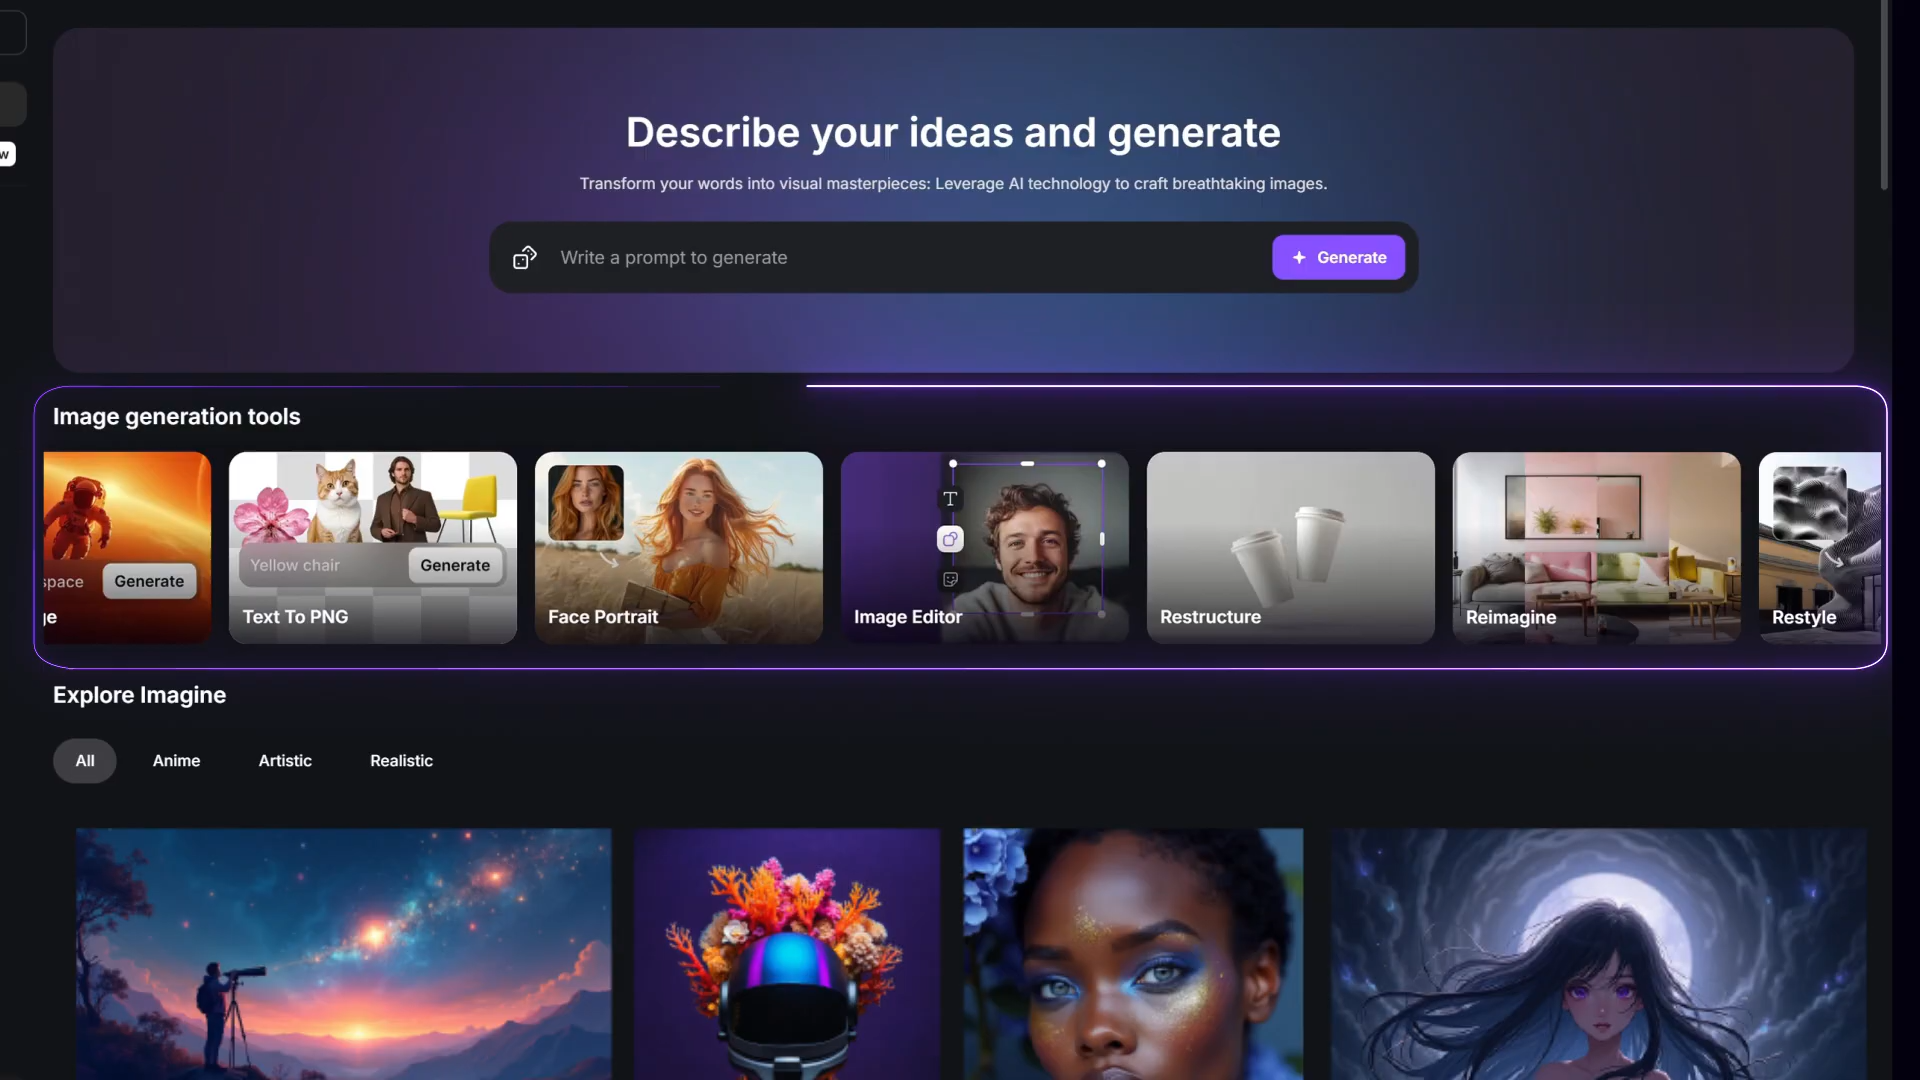 w
Describe your ideas and generate
Transform your words into visual masterpieces: Leverage AI technology to craft breathtaking images.
Write a prompt to generate
Generate
Image generation tools
space
Generate
ge
Yellow chair
Generate
Text To PNG
Face Portrait
T
Image Editor
Restructure
Reimagine
Restyle
Explore Imagine
All
Anime
Artistic
Realistic